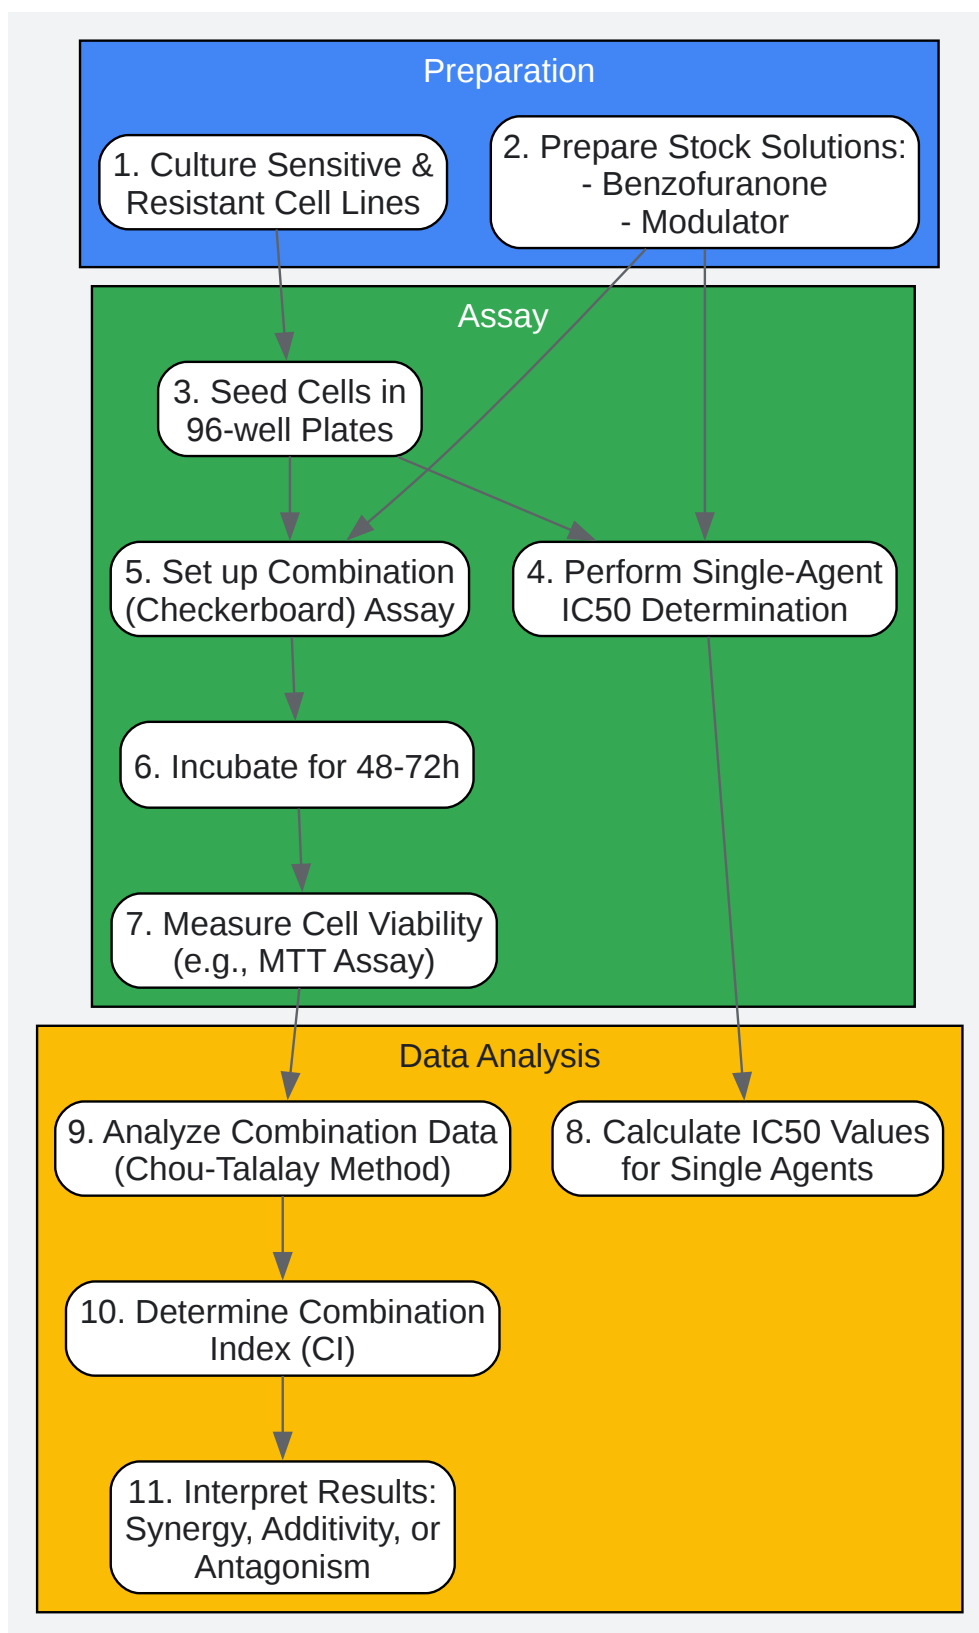 Preparation
1. Culture Sensitive &
Resistant Cell Lines
2. Prepare Stock Solutions:
- Benzofuranone
- Modulator
Assay
3. Seed Cells in
96-well Plates
5. Set up Combination
(Checkerboard) Assay
4. Perform Single-Agent
IC50 Determination
6. Incubate for 48-72h
7. Measure Cell Viability
(e.g., MTT Assay)
Data Analysis
9. Analyze Combination Data
(Chou-Talalay Method)
8. Calculate IC50 Values
for Single Agents
10. Determine Combination
Index (CI)
11. Interpret Results:
Synergy, Additivity, or
Antagonism